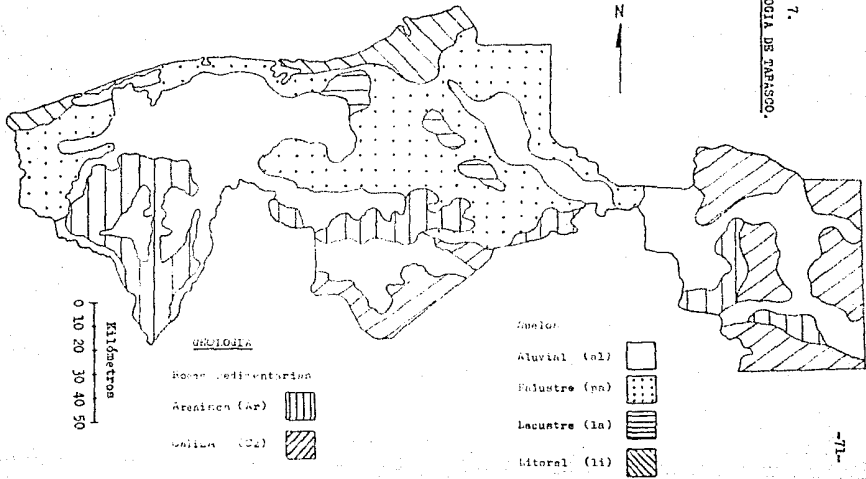 7.
OGIA DE TABASCO.
N
-71-
Kilómetros
0 10 20 30 40 50
GEOLOGIA
Rocas Sedimentarias
Arenisca (Ar)
Caliza (Cz)
Suelos
Aluvial (al)
Palustre (pa)
Lacustre (la)
Litoral (li)